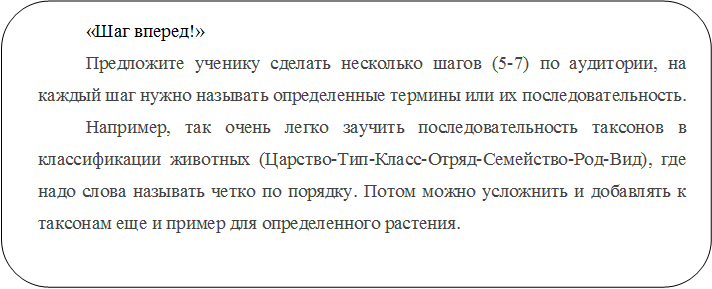 «Шаг вперед!»
Предложите ученику сделать несколько шагов (5-7) по аудитории, на
каждый шаг нужно называть определенные термины или их последовательность.
Например, так очень легко заучить последовательность таксонов в
классификации животных (Царство-Тип-Класс-Отряд-Семейство-Род-Вид), где
надо слова называть четко по порядку. Потом можно усложнить и добавлять к
таксонам еще и пример для определенного растения.